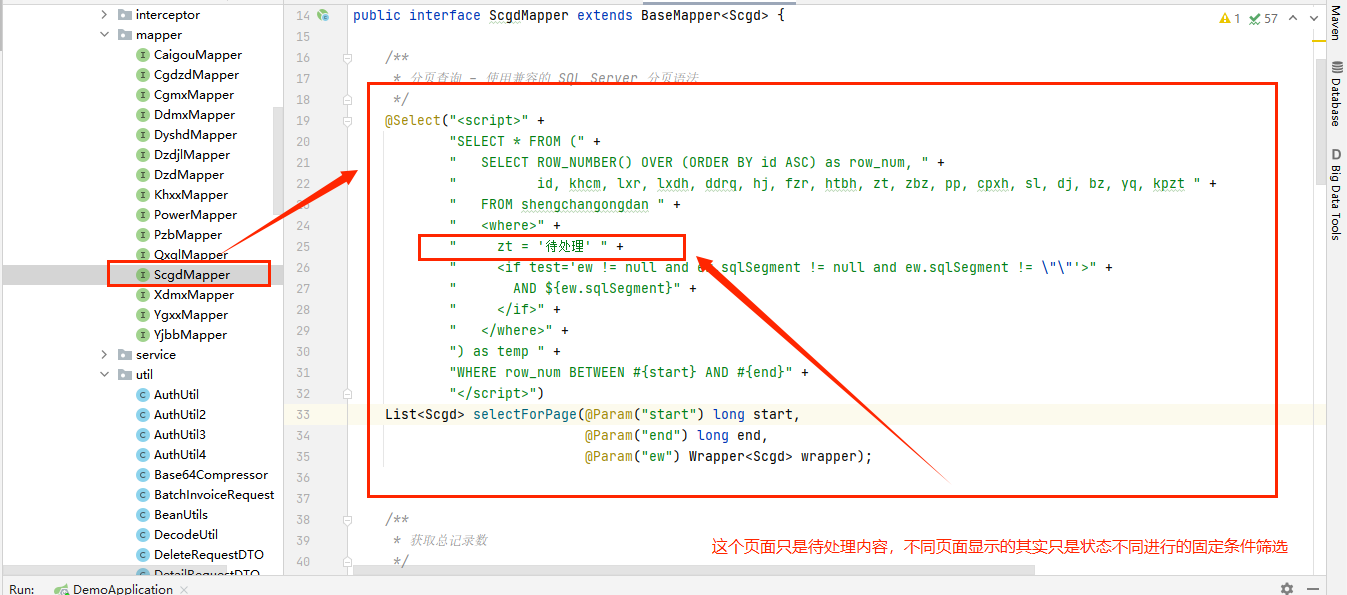 interceptor
mapper
CaigouMapper
CgdzdMapper
CgmxMapper
DdmxMapper
DyshdMapper
DzdjlMapper
DzdMapper
KhxxMapper
PowerMapper
PzbMapper
QxglMapper
ScgdMapper
XdmxMapper
YgxxMapper
YjbbMapper
service
util
AuthUtil
AuthUtil2
AuthUtil3
AuthUtil4
Base64Compressor
BatchInvoiceRequest
BeanUtils
DecodeUtil
DeleteRequestDTO
DetailRequestDTO
14 public interface ScgdMapper extends BaseMapper<Scgd> {
1 57
15
16 /**
17 * 分页查询 - 使用兼容的 SQL Server 分页语法
18 */
19 @Select("<script>" +
20 "SELECT * FROM (" +
21 "   SELECT ROW_NUMBER() OVER (ORDER BY id ASC) as row_num, " +
22 "          id, khcm, lxr, lxdh, ddrq, hj, fzr, htbh, zt, zbz, pp, cpxh, sl, dj, bz, yq, kpzt " +
23 "   FROM shengchangongdan " +
24 "   <where>" +
25 "     zt = '待处理' " +
26 "     <if test='ew != null and ew.sqlSegment != null and ew.sqlSegment != \"\"'>" +
27 "       AND ${ew.sqlSegment}" +
28 "     </if>" +
29 "   </where>" +
30 ") as temp " +
31 "WHERE row_num BETWEEN #{start} AND #{end}" +
32 "</script>")
33 List<Scgd> selectForPage(@Param("start") long start,
34 @Param("end") long end,
35 @Param("ew") Wrapper<Scgd> wrapper);
36
37
38 /**
39 * 获取总记录数
40 */
这个页面只是待处理内容，不同页面显示的其实只是状态不同进行的固定条件筛选
Maven
Database
D Big Data Tools
Run: DemoApplication